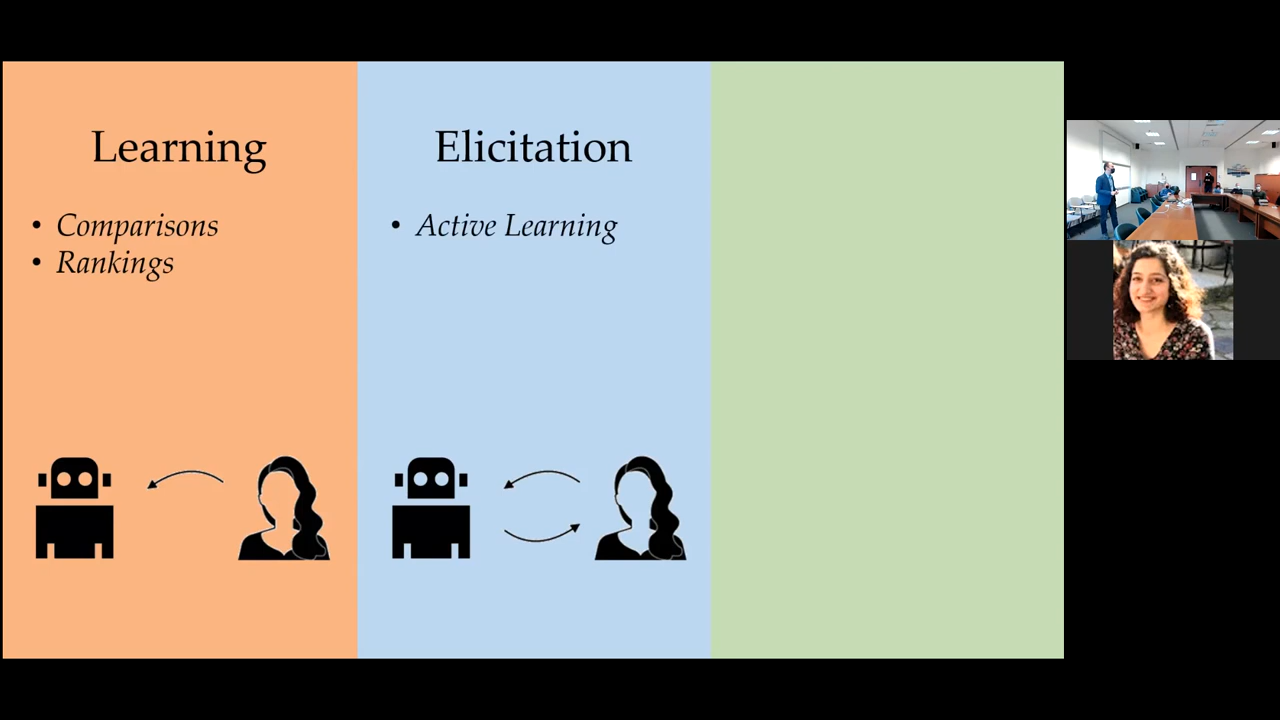 Learning
• Comparisons
• Rankings
Elicitation
• Active Learning